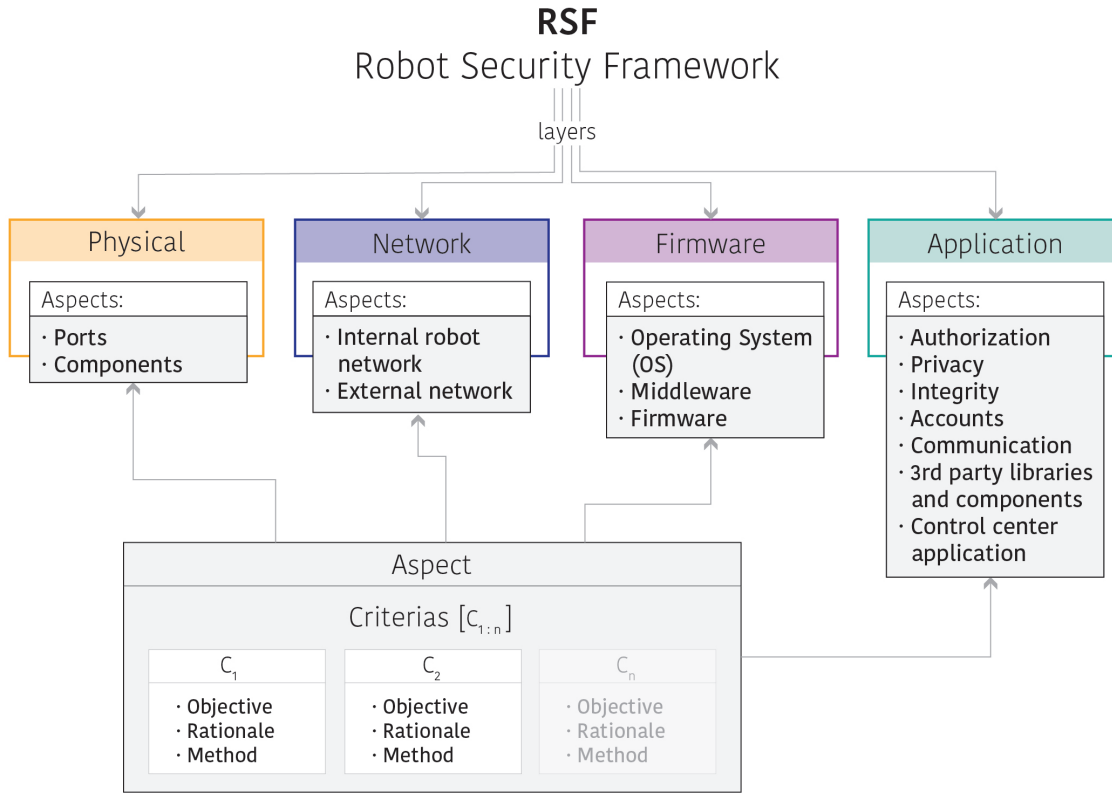 RSF
Robot Security Framework
layers
Physical
Aspects:
· Ports
· Components
Network
Aspects:
· Internal robot
network
· External network
Firmware
Aspects:
· Operating System
(OS)
· Middleware
· Firmware
Application
Aspects:
· Authorization
· Privacy
· Integrity
· Accounts
· Communication
· 3rd party libraries
and components
· Control center
application
Aspect
Criterias [C1:n]
C1
· Objective
· Rationale
· Method
C2
· Objective
· Rationale
· Method
Cn
· Objective
· Rationale
· Method